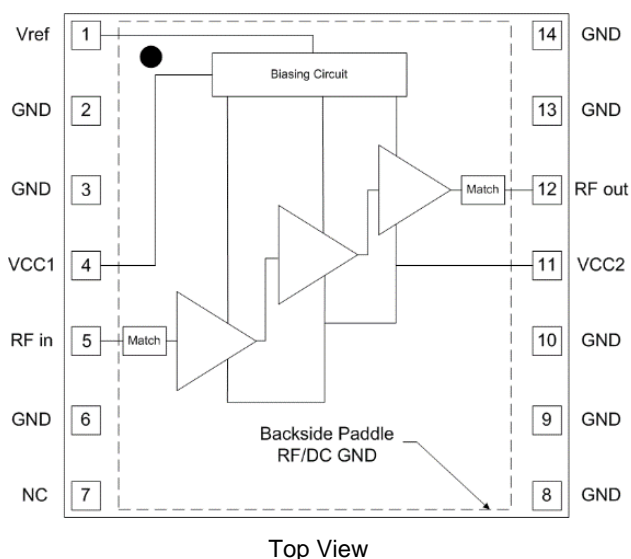 Vref 1 14 GND
Biasing Circuit
GND 2 13 GND
GND 3 12 RF out
Match
VCC1 4 11 VCC2
RF in 5 10 GND
Match
GND 6 9 GND
Backside Paddle
RF/DC GND
NC 7 8 GND
Top View